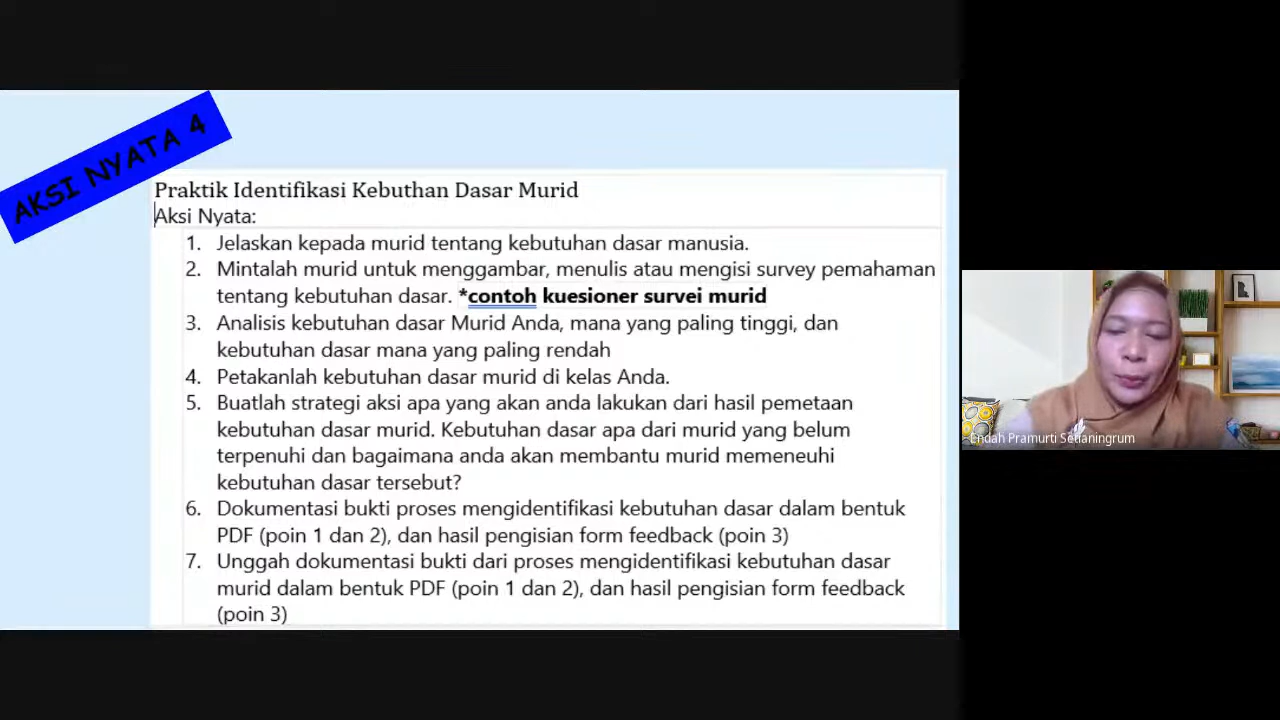 AKSI NYATA 4
Praktik Identifikasi Kebuthan Dasar Murid
Aksi Nyata:
1. Jelaskan kepada murid tentang kebutuhan dasar manusia.
2. Mintalah murid untuk menggambar, menulis atau mengisi survey pemahaman
tentang kebutuhan dasar. *contoh kuesioner survei murid
3. Analisis kebutuhan dasar Murid Anda, mana yang paling tinggi, dan
kebutuhan dasar mana yang paling rendah
4. Petakanlah kebutuhan dasar murid di kelas Anda.
5. Buatlah strategi aksi apa yang akan anda lakukan dari hasil pemetaan
kebutuhan dasar murid. Kebutuhan dasar apa dari murid yang belum
terpenuhi dan bagaimana anda akan membantu murid memeneuhi
kebutuhan dasar tersebut?
6. Dokumentasi bukti proses mengidentifikasi kebutuhan dasar dalam bentuk
PDF (poin 1 dan 2), dan hasil pengisian form feedback (poin 3)
7. Unggah dokumentasi bukti dari proses mengidentifikasi kebutuhan dasar
murid dalam bentuk PDF (poin 1 dan 2), dan hasil pengisian form feedback
(poin 3)
Endah Pramurti Setianingrum